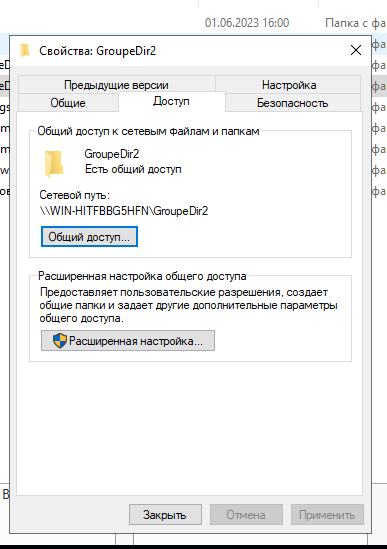 01.06.2023 16:00
Папка с фа
Свойства: GroupeDir2
Предыдущие версии
Настройка
Общие
Доступ
Безопасность
Общий доступ к сетевым файлам и папкам
GroupeDir2
Есть общий доступ
Сетевой путь:
\\WIN-HITFBBG5HFN\GroupeDir2
Общий доступ...
Расширенная настройка общего доступа
Предоставляет пользовательские разрешения, создает
общие папки и задает другие дополнительные параметры
общего доступа.
Расширенная настройка...
Закрыть
Отмена
Применить